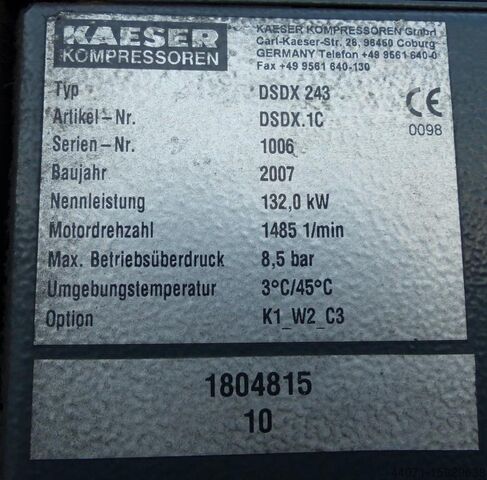 KAESER
KOMPRESSOREN
KAESER KOMPRESSOREN GmbH
Carl-Kaeser-Str. 26, 96450 Coburg
GERMANY Telefon +49 9561 640-0
Fax +49 9561 640-130
Typ DSDX 243
Artikel-Nr. DSDX.1C
Serien-Nr. 1006
Baujahr 2007
Nennleistung 132,0 kW
Motordrehzahl 1485 1/min
Max. Betriebsüberdruck 8,5 bar
Umgebungstemperatur 3°C/45°C
Option K1_W2_C3
CE
0098
1804815
10